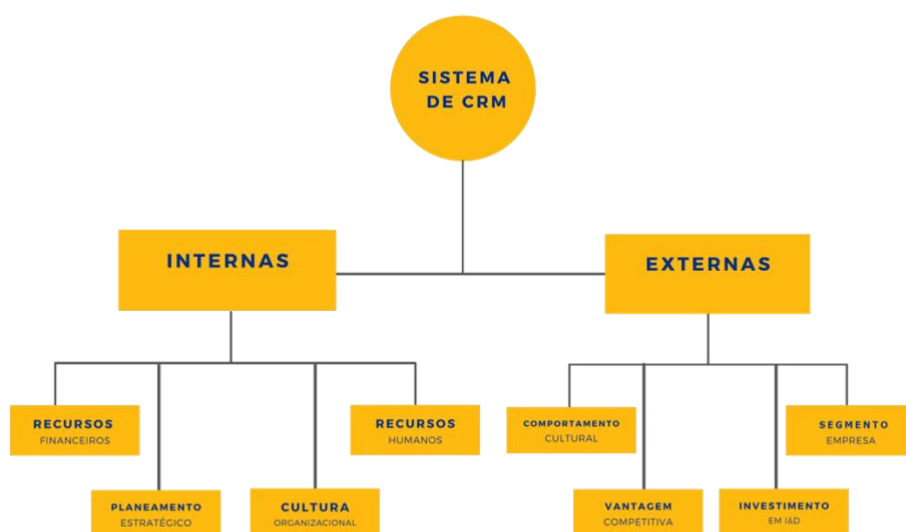 SISTEMA
DE CRM
INTERNAS
EXTERNAS
RECURSOS
FINANCEIROS
RECURSOS
HUMANOS
COMPORTAMENTO
CULTURAL
SEGMENTO
EMPRESA
PLANEAMENTO
ESTRATÉGICO
CULTURA
ORGANIZACIONAL
VANTAGEM
COMPETITIVA
INVESTIMENTO
EM I&D